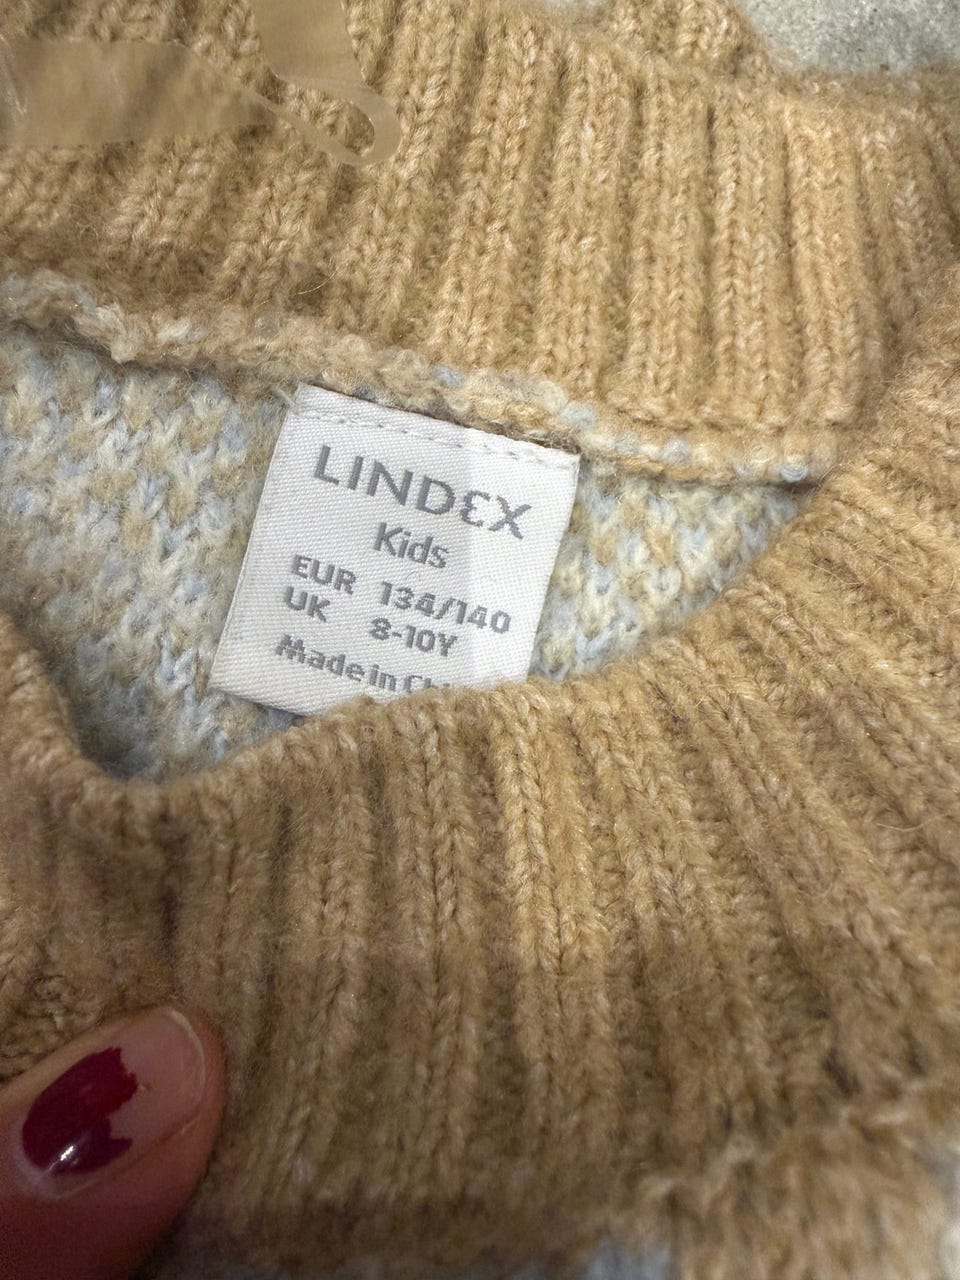 LINDEX
Kids
EUR 134/140
UK 8-10Y
Made in